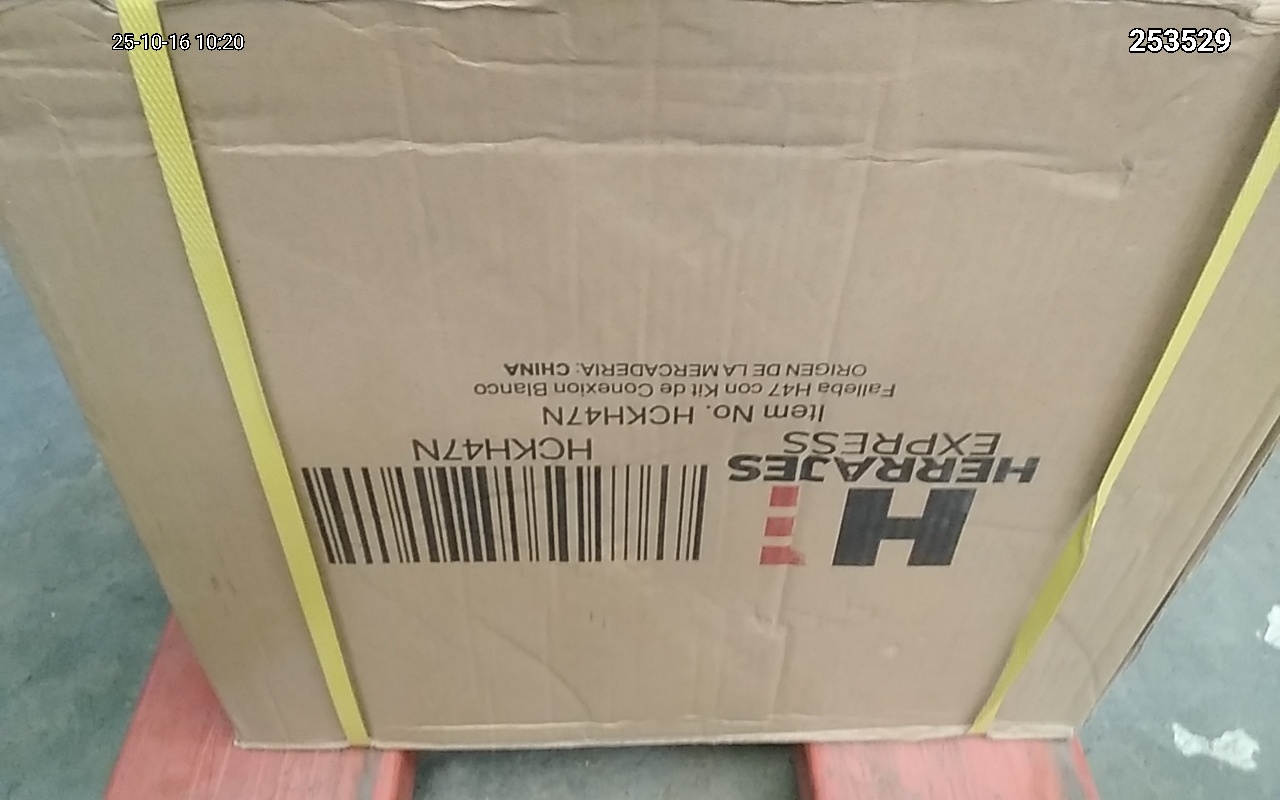 25-10-16 10:20
253529
H
HERRAJES
EXPRESS
HCKH47N
Item No. HCKH47N
Falleba H47 con Kit de Conexion Blanco
ORIGEN DE LA MERCADERIA: CHINA